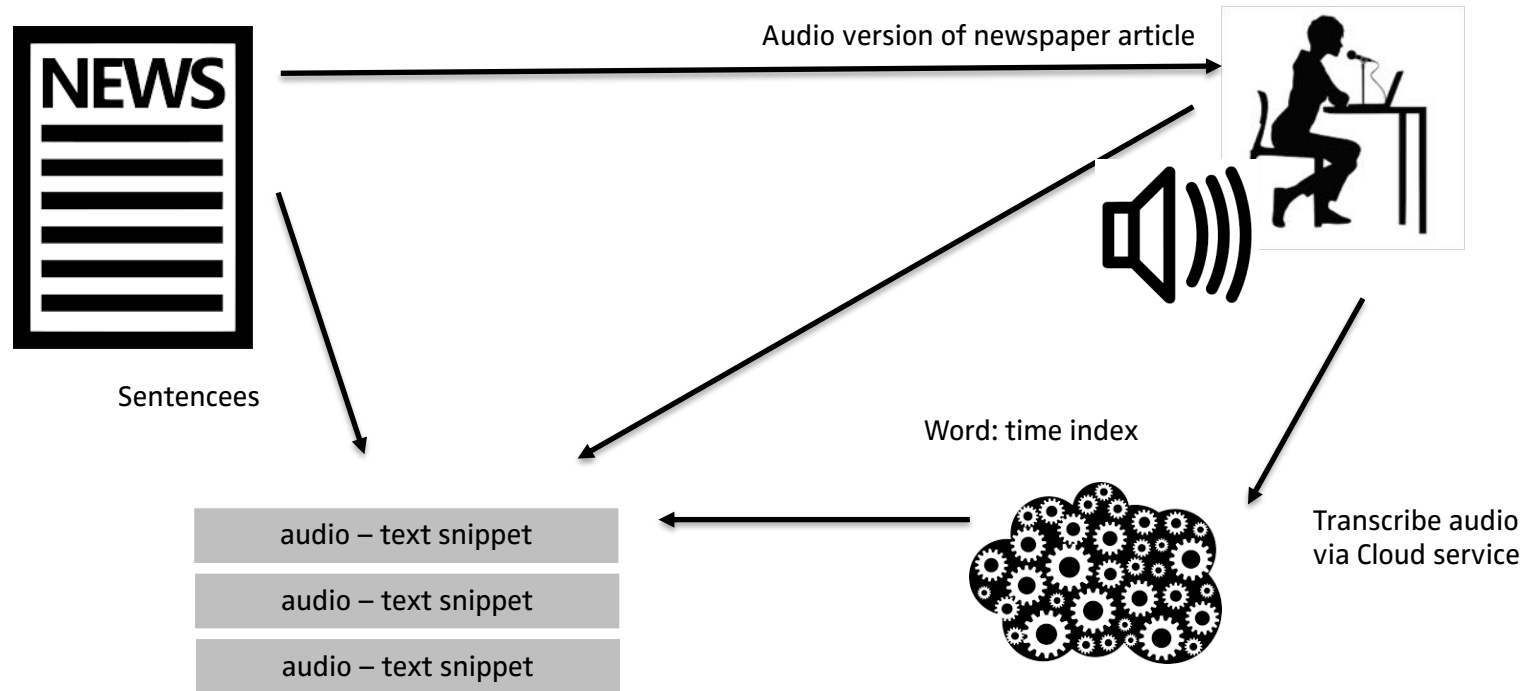 NEWS
Audio version of newspaper article
Sentencees
Word: time index
Transcribe audio
via Cloud service
audio – text snippet
audio – text snippet
audio – text snippet